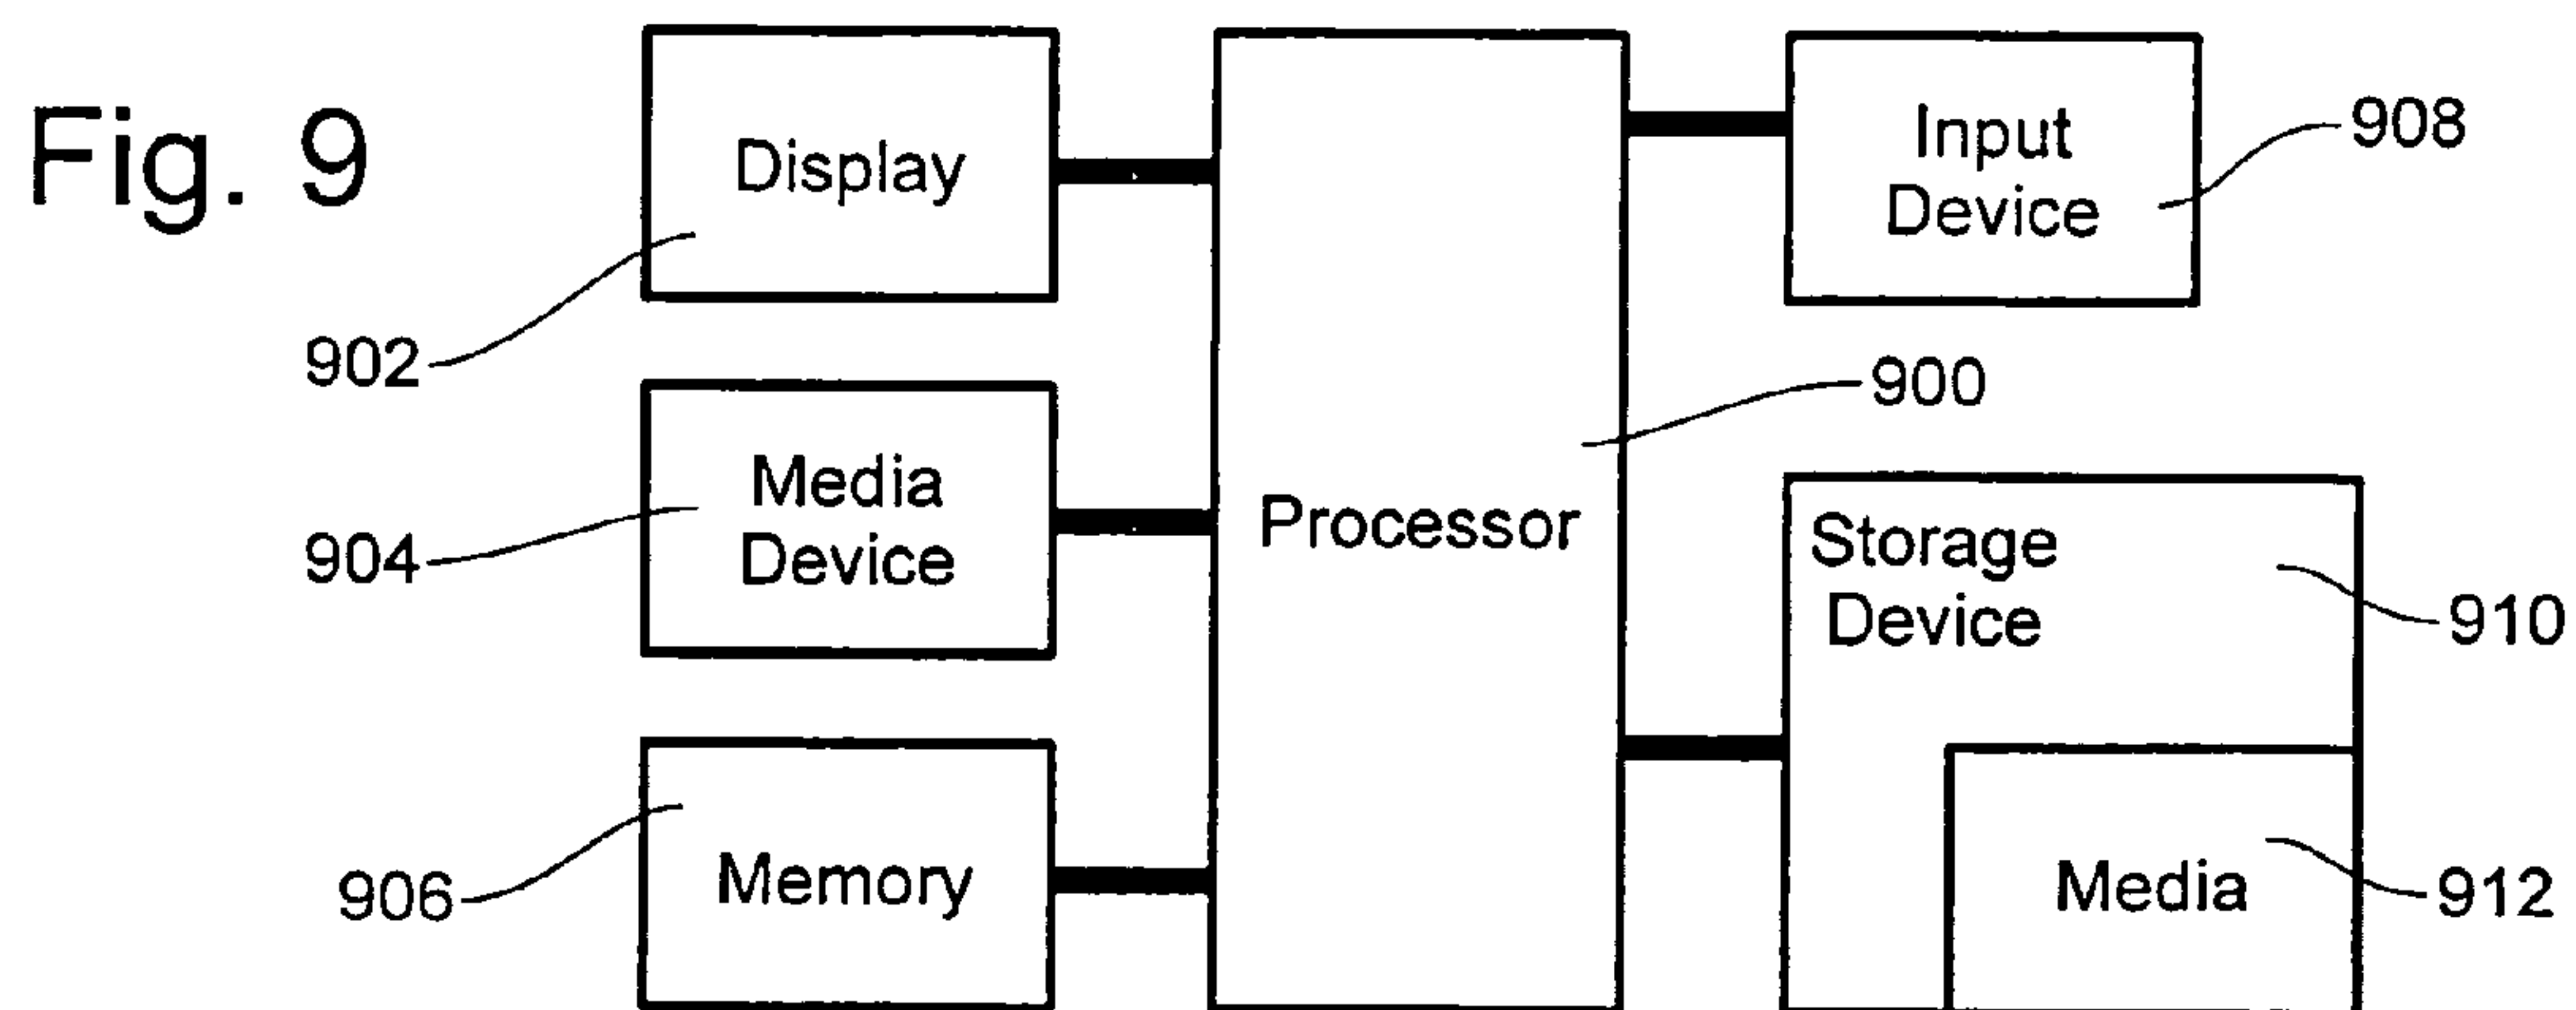 Fig. 9
Display
902
Media
Device
904
Memory
906
Processor
900
Input
Device
908
Storage
Device
910
Media
912